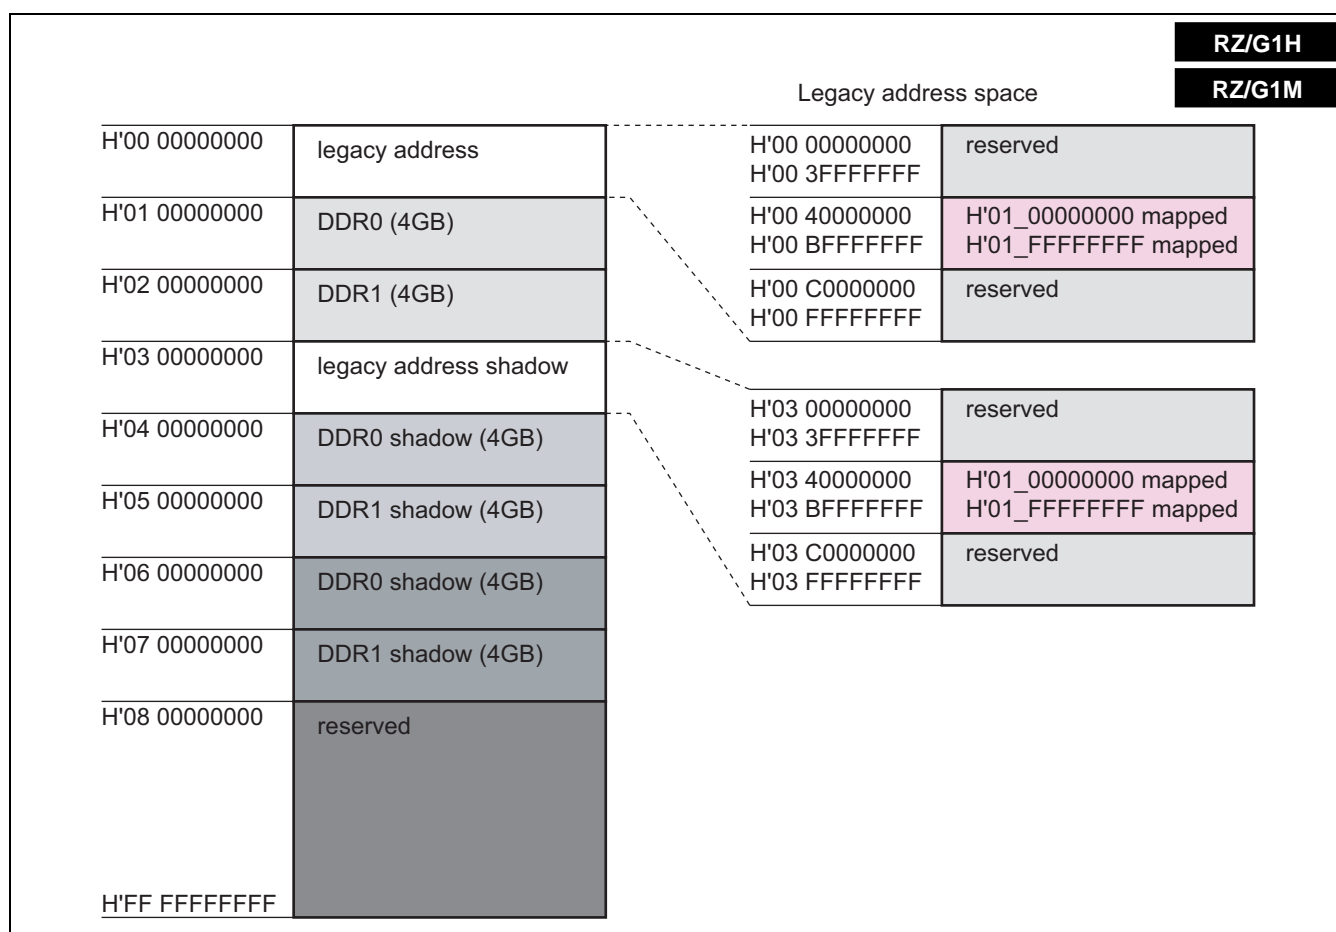 RZ/G1H
RZ/G1M
Legacy address space
H'00 00000000
legacy address
H'01 00000000
DDR0 (4GB)
H'02 00000000
DDR1 (4GB)
H'03 00000000
legacy address shadow
H'04 00000000
DDR0 shadow (4GB)
H'05 00000000
DDR1 shadow (4GB)
H'06 00000000
DDR0 shadow (4GB)
H'07 00000000
DDR1 shadow (4GB)
H'08 00000000
reserved
H'FF FFFFFFFF
H'00 00000000
H'00 3FFFFFFF
reserved
H'00 40000000
H'00 BFFFFFFF
H'01_00000000 mapped
H'01_FFFFFFFF mapped
H'00 C0000000
H'00 FFFFFFFF
reserved
H'03 00000000
H'03 3FFFFFFF
reserved
H'03 40000000
H'03 BFFFFFFF
H'01_00000000 mapped
H'01_FFFFFFFF mapped
H'03 C0000000
H'03 FFFFFFFF
reserved